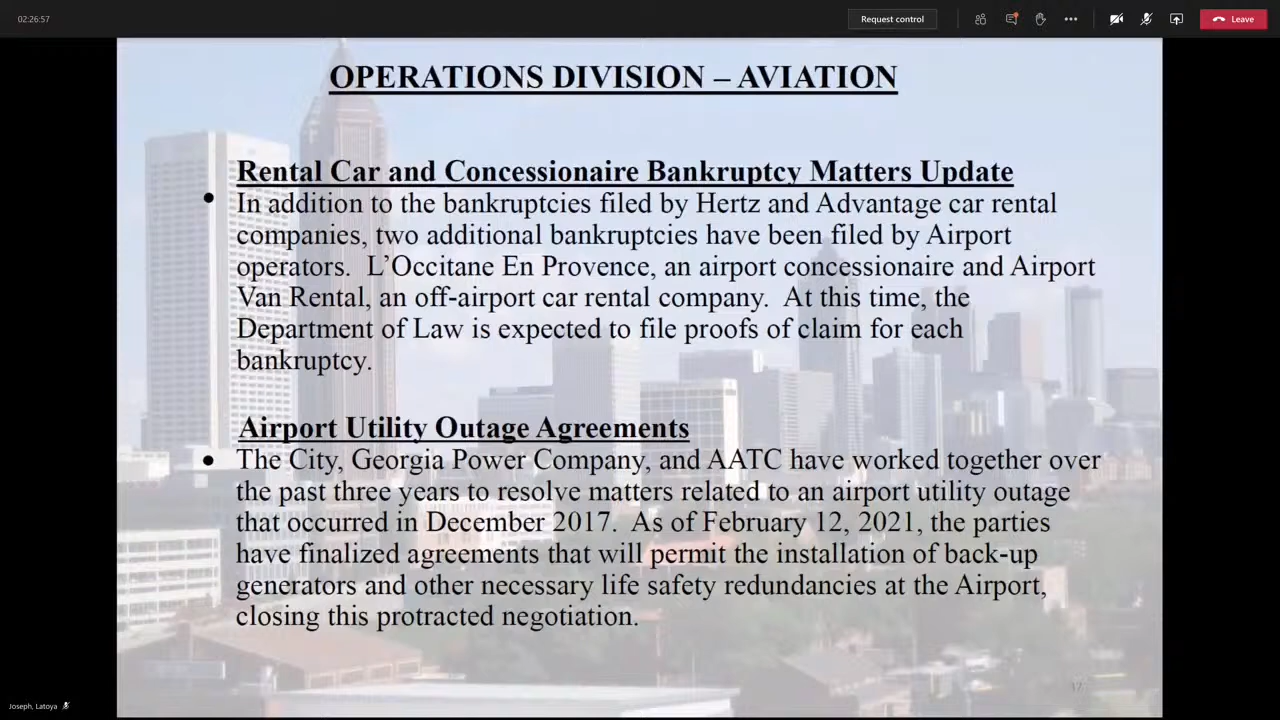 02:26:57
Request control
Leave
OPERATIONS DIVISION – AVIATION
Rental Car and Concessionaire Bankruptcy Matters Update
• In addition to the bankruptcies filed by Hertz and Advantage car rental
companies, two additional bankruptcies have been filed by Airport
operators.  L’Occitane En Provence, an airport concessionaire and Airport
Van Rental, an off-airport car rental company.  At this time, the
Department of Law is expected to file proofs of claim for each
bankruptcy.
Airport Utility Outage Agreements
• The City, Georgia Power Company, and AATC have worked together over
the past three years to resolve matters related to an airport utility outage
that occurred in December 2017.  As of February 12, 2021, the parties
have finalized agreements that will permit the installation of back-up
generators and other necessary life safety redundancies at the Airport,
closing this protracted negotiation.
Joseph, Latoya